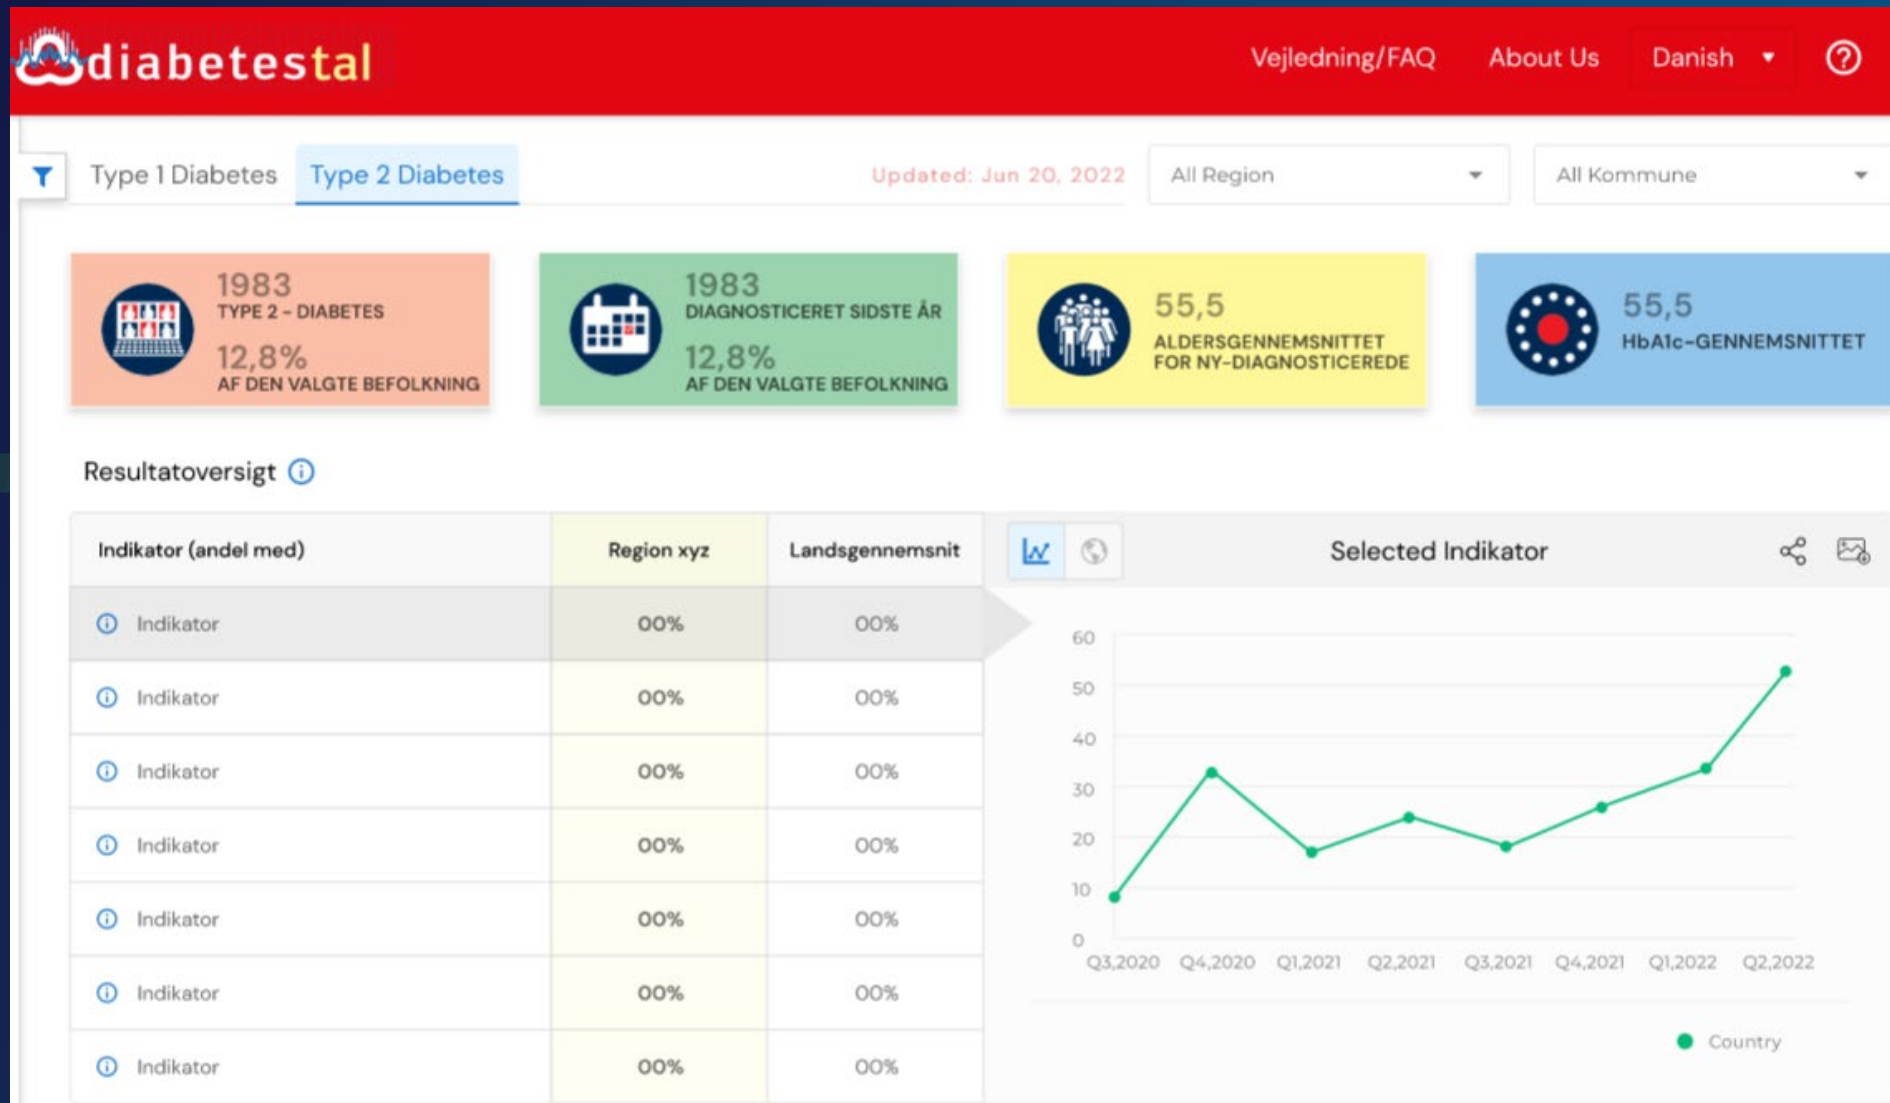 diabetestal
Vejledning/FAQ About Us Danish
Type 1 Diabetes Type 2 Diabetes Updated: Jun 20, 2022 All Region All Kommune
1983
TYPE 2 - DIABETES
12,8%
AF DEN VALGTE BEFOLKNING
1983
DIAGNOSTICERET SIDSTE ÅR
12,8%
AF DEN VALGTE BEFOLKNING
55,5
ALDERSGENNEMSNITTET
FOR NY-DIAGNOSTICEREDE
55,5
HbA1c-GENNEMSNITTET
Resultatoversigt
Indikator (andel med) Region xyz Landsgennemsnit
Indikator 00% 00%
Indikator 00% 00%
Indikator 00% 00%
Indikator 00% 00%
Indikator 00% 00%
Indikator 00% 00%
Indikator 00% 00%
Selected Indikator
60
50
40
30
20
10
0
Q3,2020 Q4,2020 Q1,2021 Q2,2021 Q3,2021 Q4,2021 Q1,2022 Q2,2022
Country